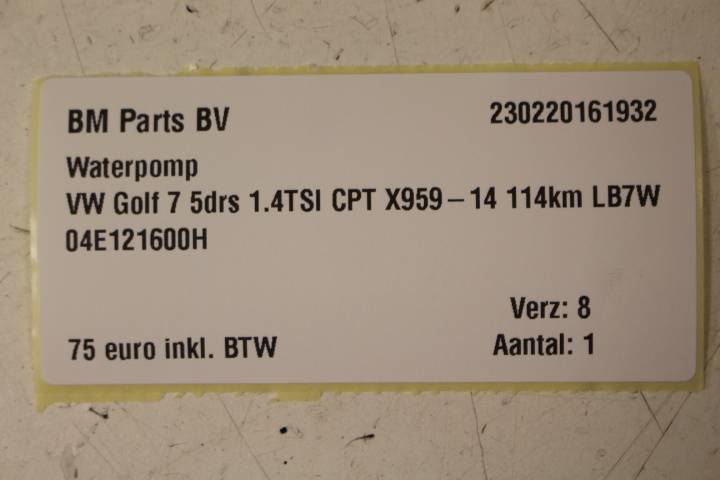 BM Parts BV 230220161932
Waterpomp
VW Golf 7 5drs 1.4TSI CPT X959-14 114km LB7W
04E121600H
Verz: 8
75 euro inkl. BTW Aantal: 1